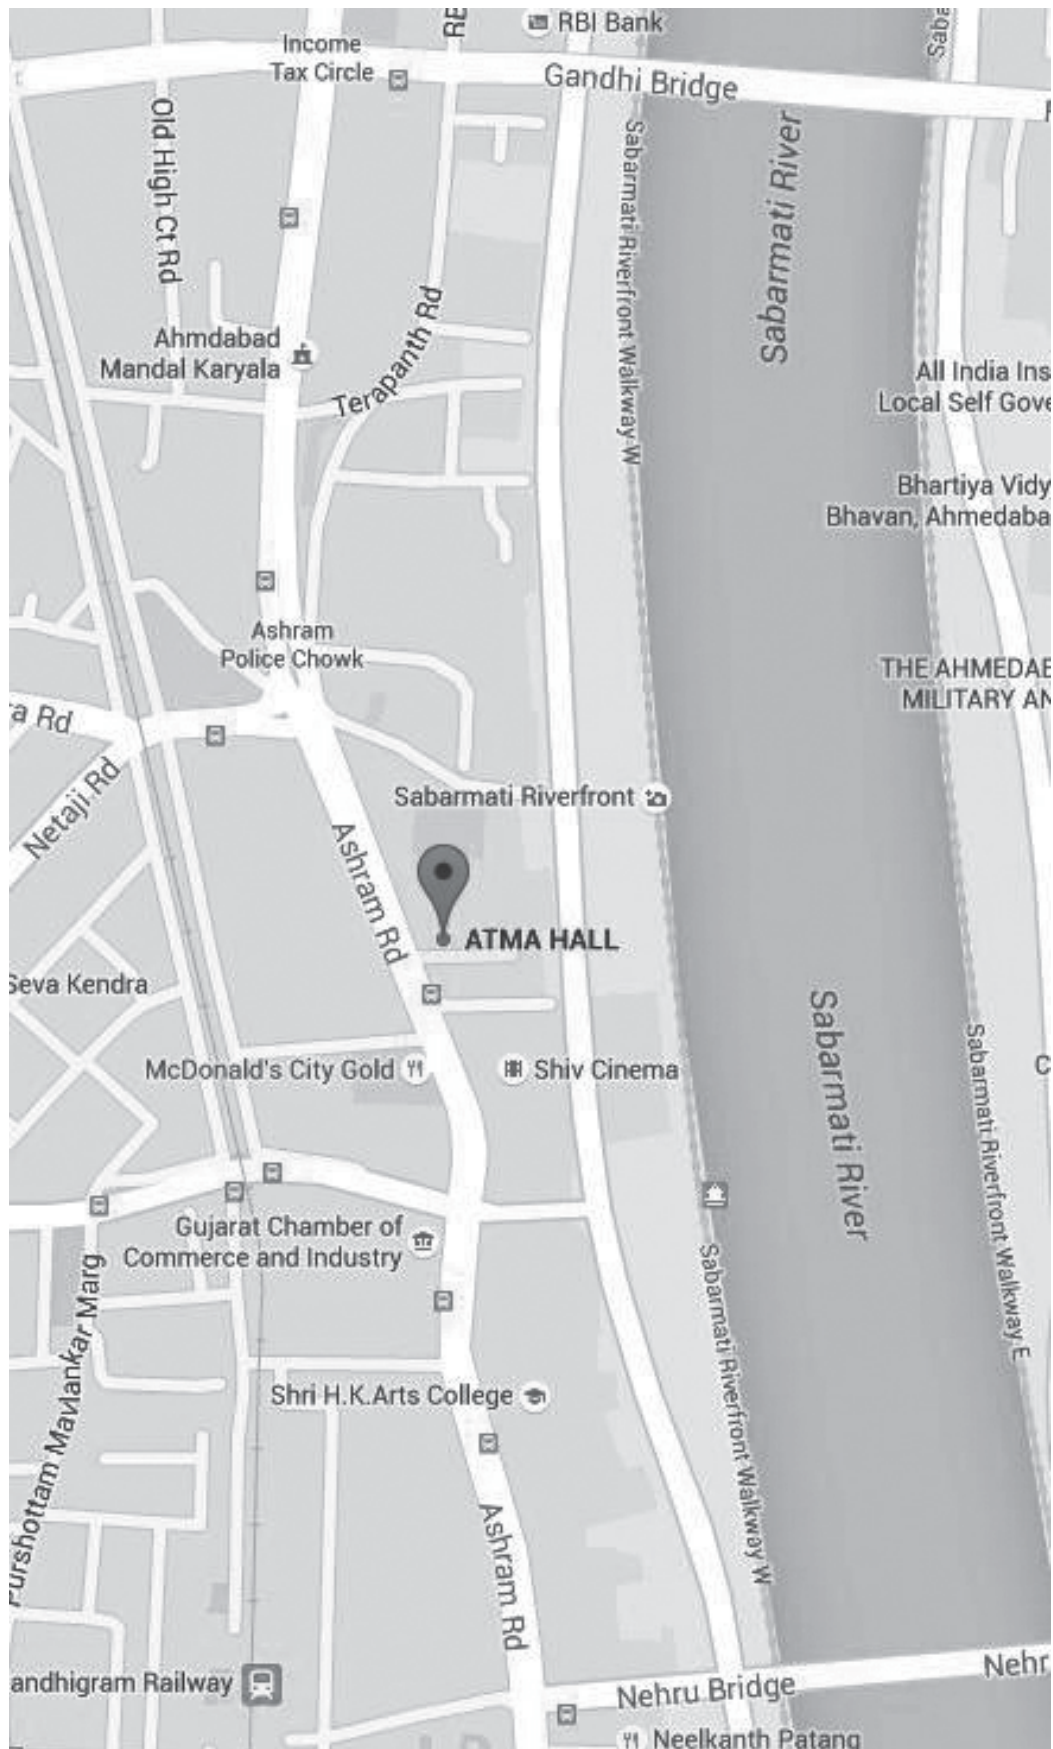 RBI Bank
Income
Tax Circle
Gandhi Bridge
Old High Ct Rd
Sabarmati Riverfront Walkway W
Sabarmati River
Ahmdabad
Mandal Karyala
Terapanth Rd
All India Ins
Local Self Gove
Bhartiya Vidy
Bhavan, Ahmedaba
Ashram
Police Chowk
THE AHMEDAB
MILITARY AN
a Rd
Netaji Rd
Sabarmati Riverfront
Ashram Rd
ATMA HALL
Seva Kendra
Sabarmati River
Sabarmati Riverfront Walkway E
McDonald's City Gold
Shiv Cinema
Gujarat Chamber of
Commerce and Industry
Sabarmati Riverfront Walkway W
Purshottam Mavlankar Marg
Shri H.K.Arts College
Ashram Rd
andhigram Railway
Nehru Bridge
Nehr
Neelkanth Patang